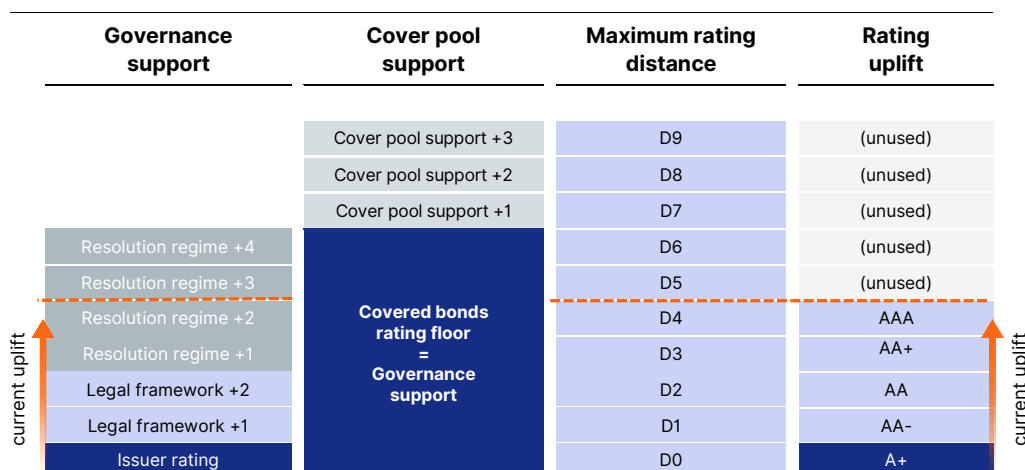 Governance
support
Cover pool
support
Maximum rating
distance
Rating
uplift
Cover pool support +3
D9
(unused)
Cover pool support +2
D8
(unused)
Cover pool support +1
D7
(unused)
Resolution regime +4
D6
(unused)
Resolution regime +3
D5
(unused)
Resolution regime +2
D4
AAA
Resolution regime +1
D3
AA+
Legal framework +2
D2
AA
Legal framework +1
D1
AA-
Issuer rating
D0
A+
Covered bonds
rating floor
=
Governance
support
current uplift
current uplift